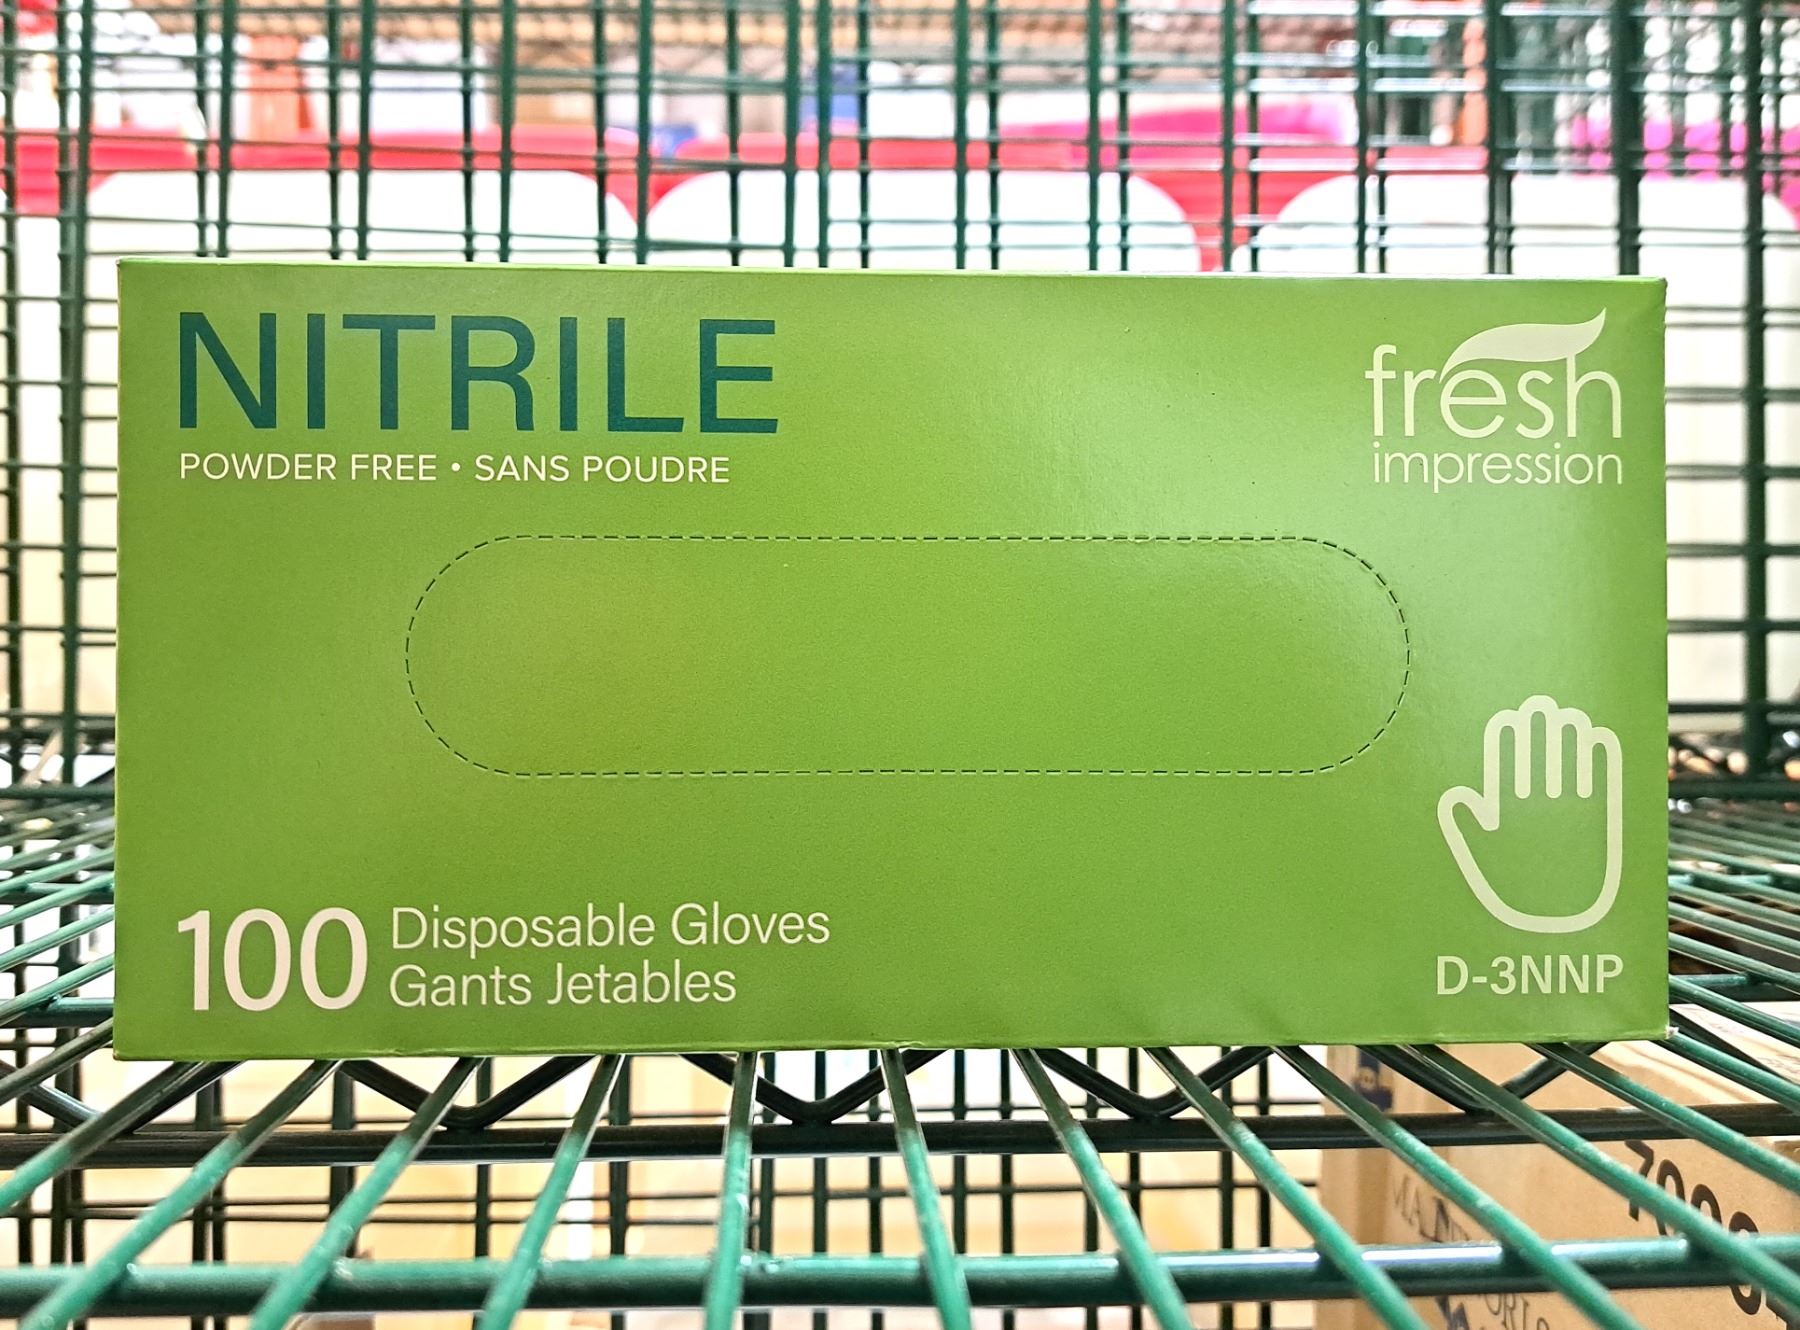 NITRILE
POWDER FREE • SANS POUDRE
fresh
impression
100 Disposable Gloves
Gants Jetables
D-3NNP